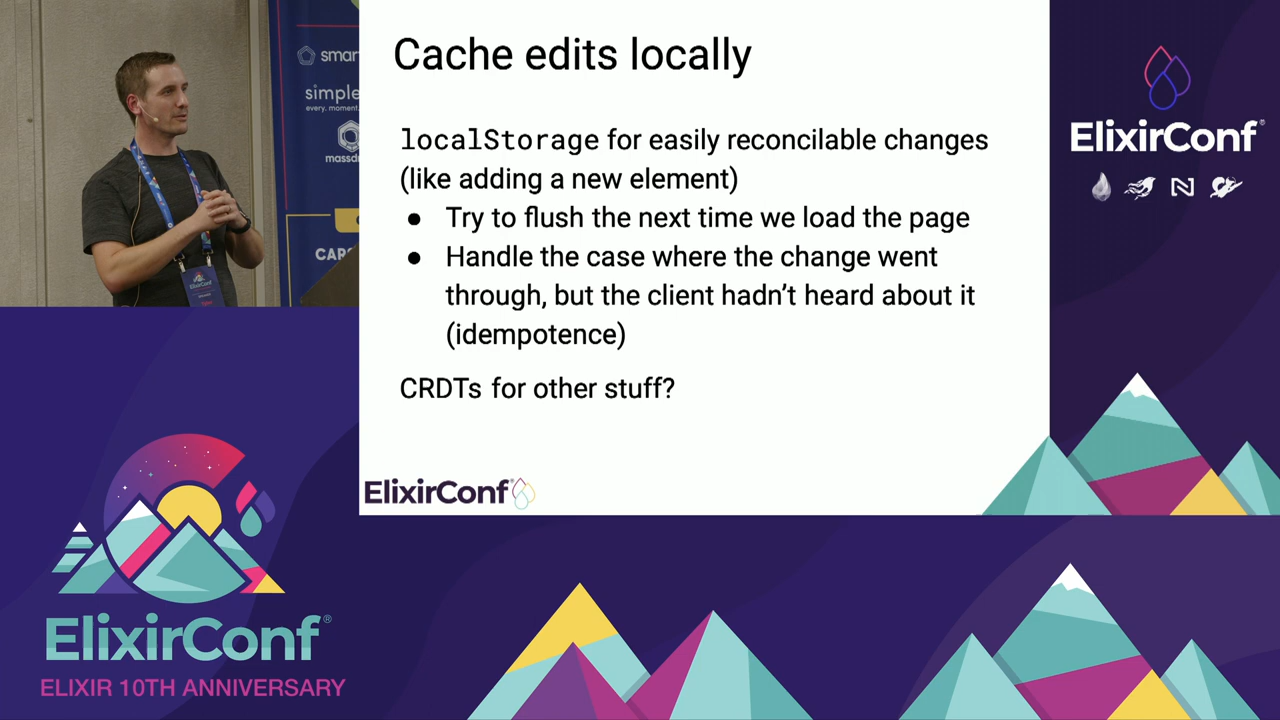 Cache edits locally
localStorage for easily reconcilable changes
(like adding a new element)
● Try to flush the next time we load the page
● Handle the case where the change went
through, but the client hadn't heard about it
(idempotence)
CRDTs for other stuff?
ElixirConf
ElixirConf
ElixirConf®
ELIXIR 10TH ANNIVERSARY
smar
simple
every. moment.
massdr